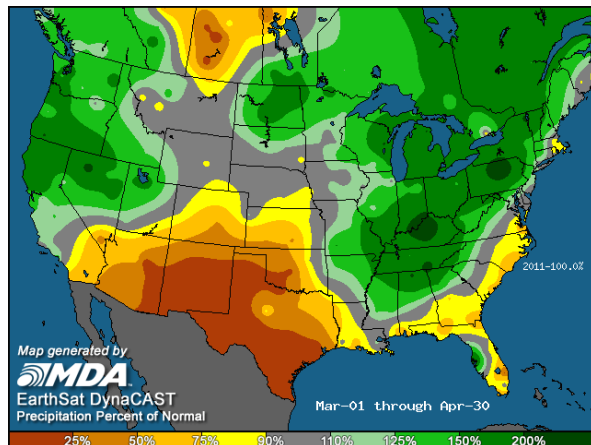 2011-100.0%
Map generated by
MDA
EarthSat DynaCAST
Precipitation Percent of Normal
Mar-01 through Apr-30
25% 50% 75% 90% 110% 125% 150% 200%